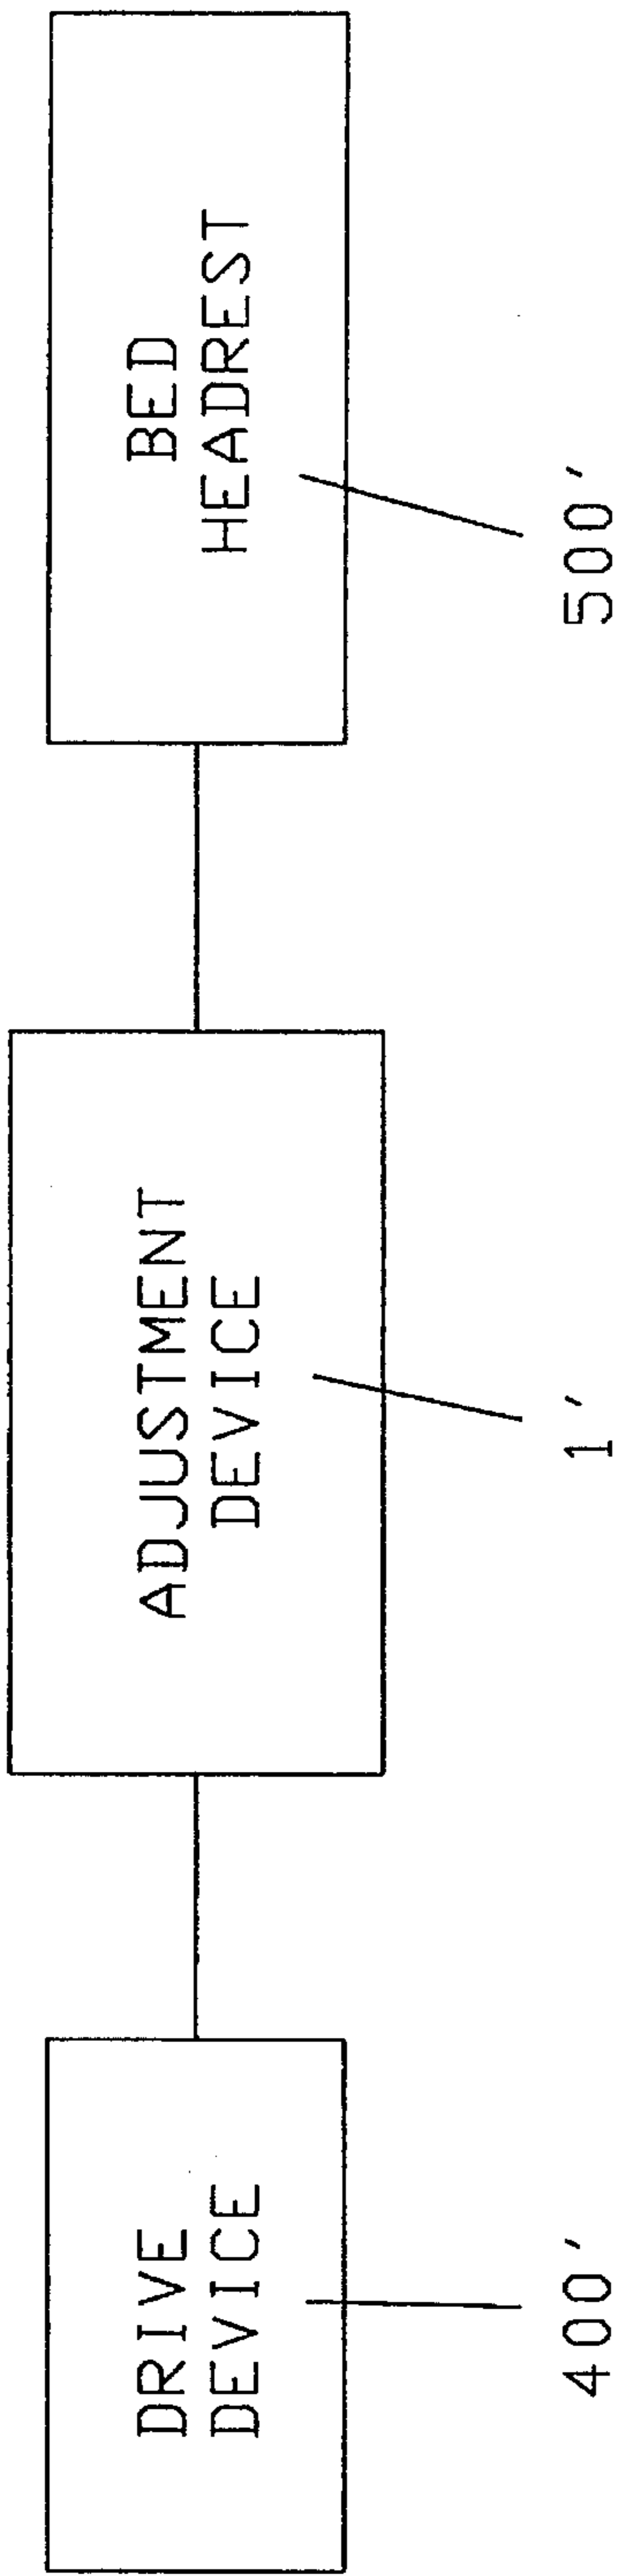 DRIVE
DEVICE
400'
ADJUSTMENT
DEVICE
1'
BED
HEADREST
500'